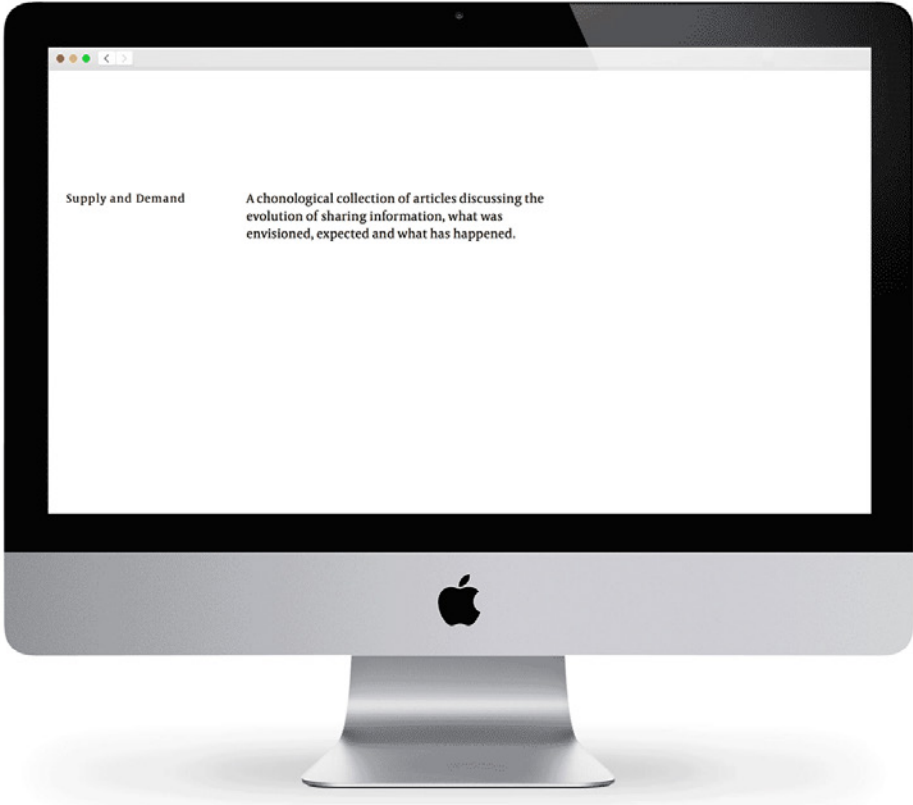 Supply and Demand
A chonological collection of articles discussing the
evolution of sharing information, what was
envisioned, expected and what has happened.